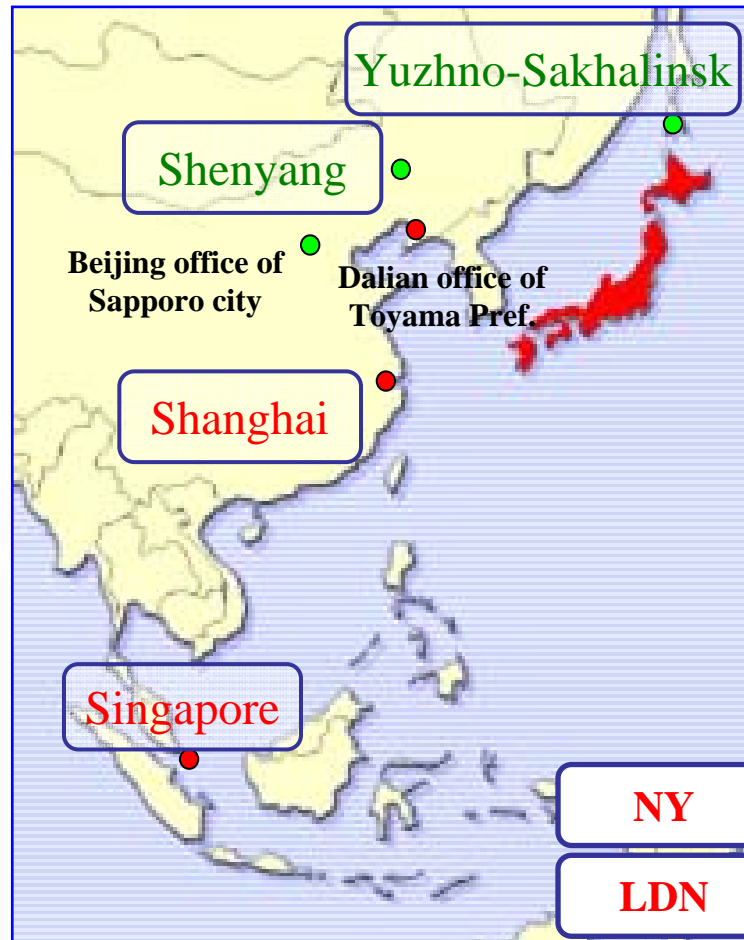 Yuzhno-Sakhalinsk
Shenyang
Beijing office of
Sapporo city
Dalian office of
Toyama Pref.
Shanghai
Singapore
NY
LDN